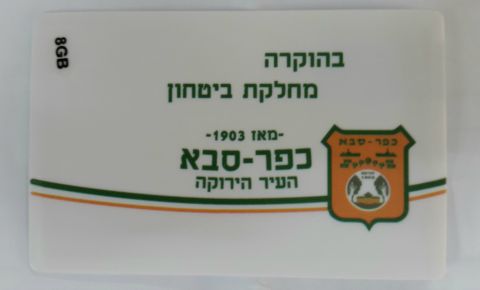 8GB
בהוקרה
מחלקת ביטחון
-מאז 1903-
כפר-סבא
העיר הירוקה
כפר-סבא